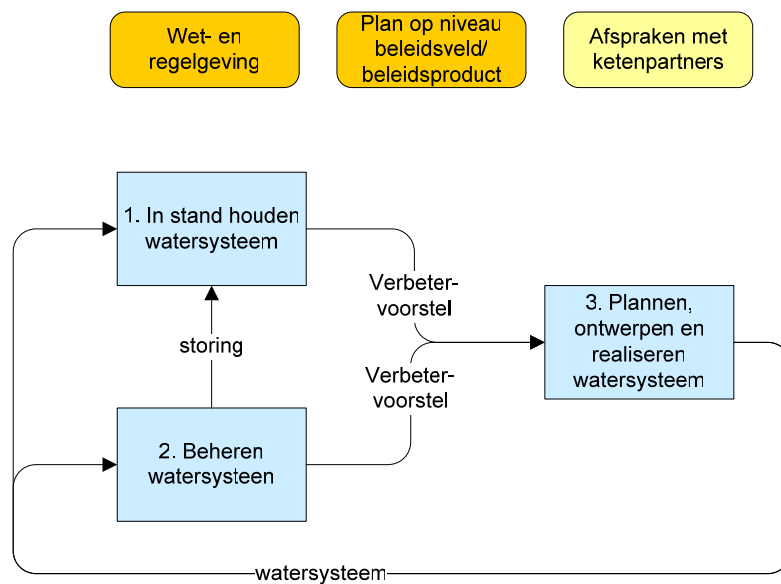 Wet- en
regelgeving
Plan op niveau
beleidsveld/
beleidsproduct
Afspraken met
ketenpartners
1. In stand houden
watersysteem
Verbeter-
voorstel
storing
3. Plannen,
ontwerpen en
realiseren
watersysteem
Verbeter-
voorstel
2. Beheren
watersysteen
watersysteem